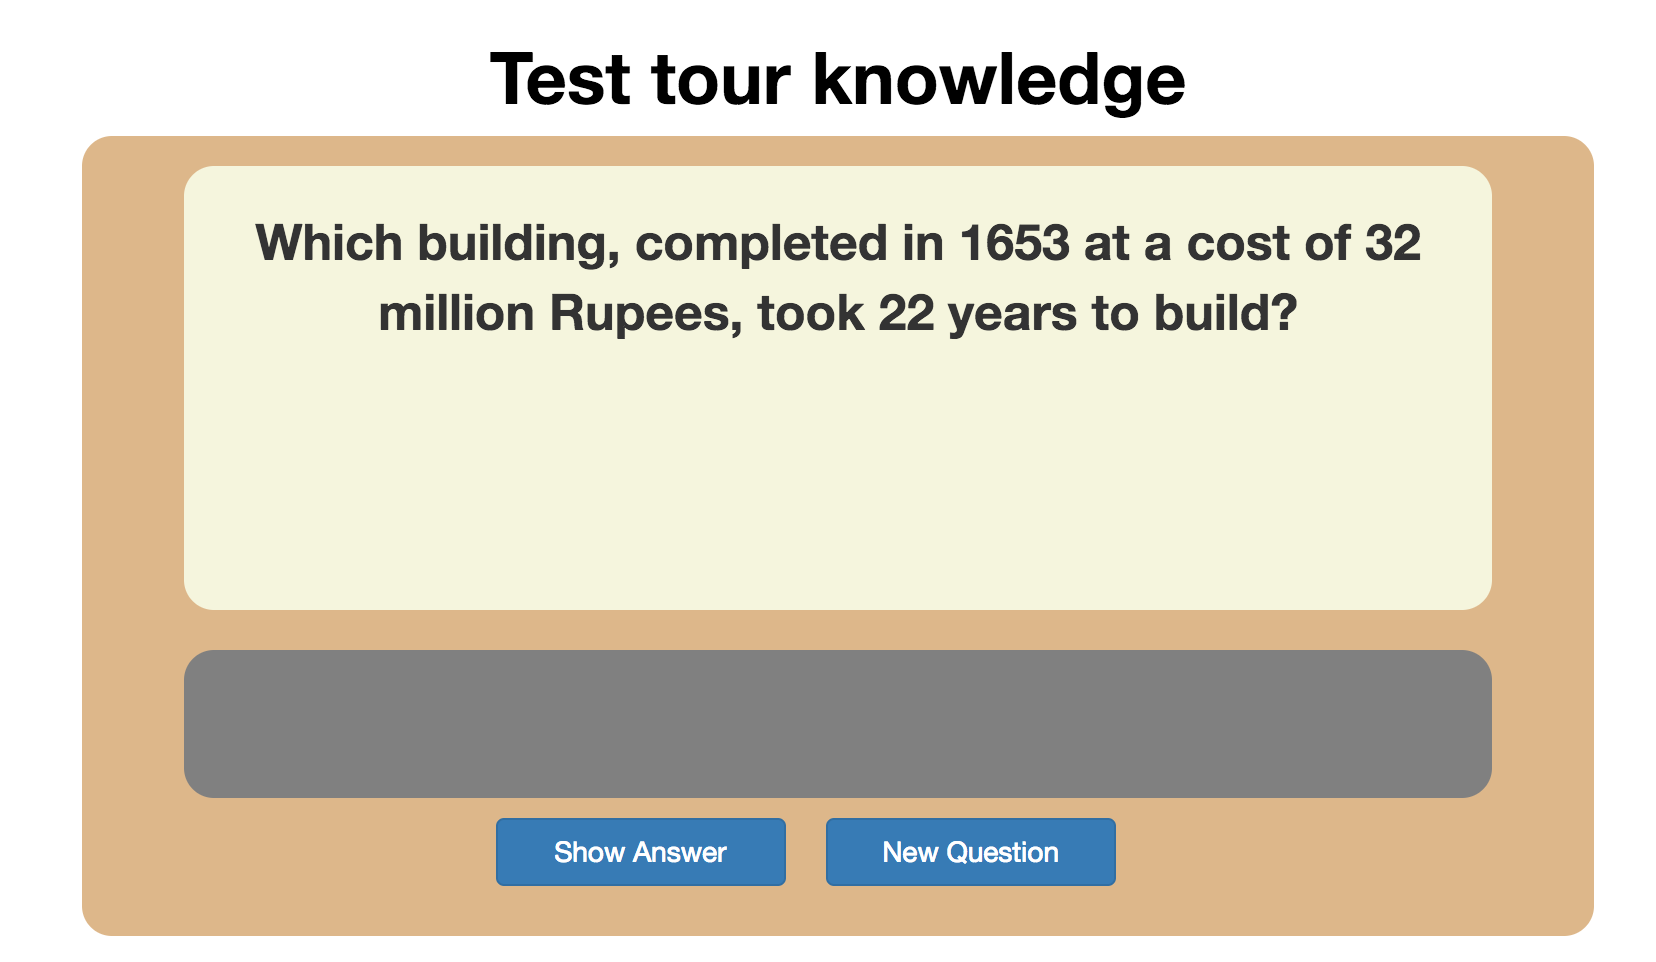 Test tour knowledge
Which building, completed in 1653 at a cost of 32
million Rupees, took 22 years to build?
Show Answer
New Question